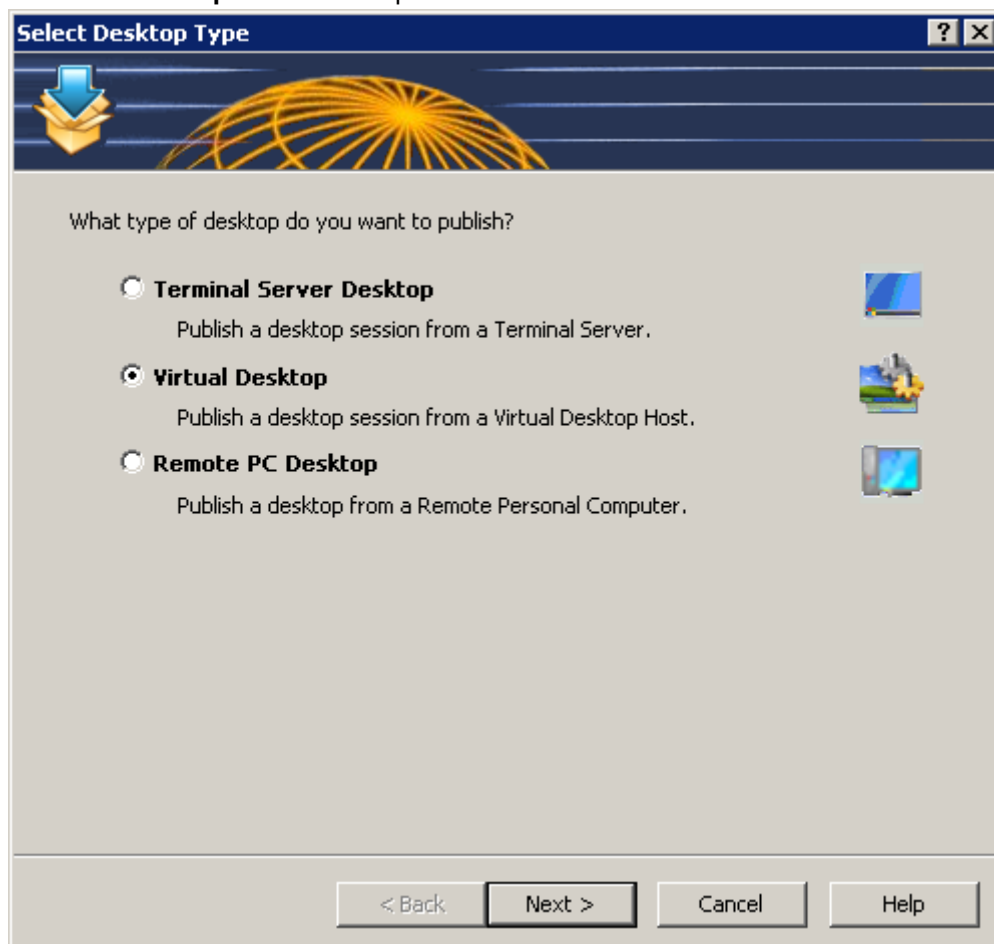 Select Desktop Type
What type of desktop do you want to publish?
Terminal Server Desktop
Publish a desktop session from a Terminal Server.
Virtual Desktop
Publish a desktop session from a Virtual Desktop Host.
Remote PC Desktop
Publish a desktop from a Remote Personal Computer.
< Back Next > Cancel Help